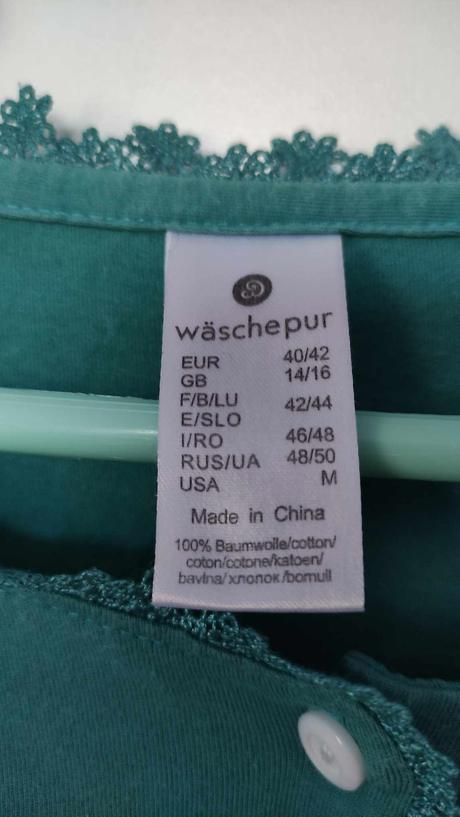 wäschepur
EUR 40/42
GB 14/16
F/B/LU 42/44
E/SLO
I/RO 46/48
RUS/UA 48/50
USA M
Made in China
100% Baumwolle/cotton/
coton/cotone/katoen/
bavlna/хлопок/bomull